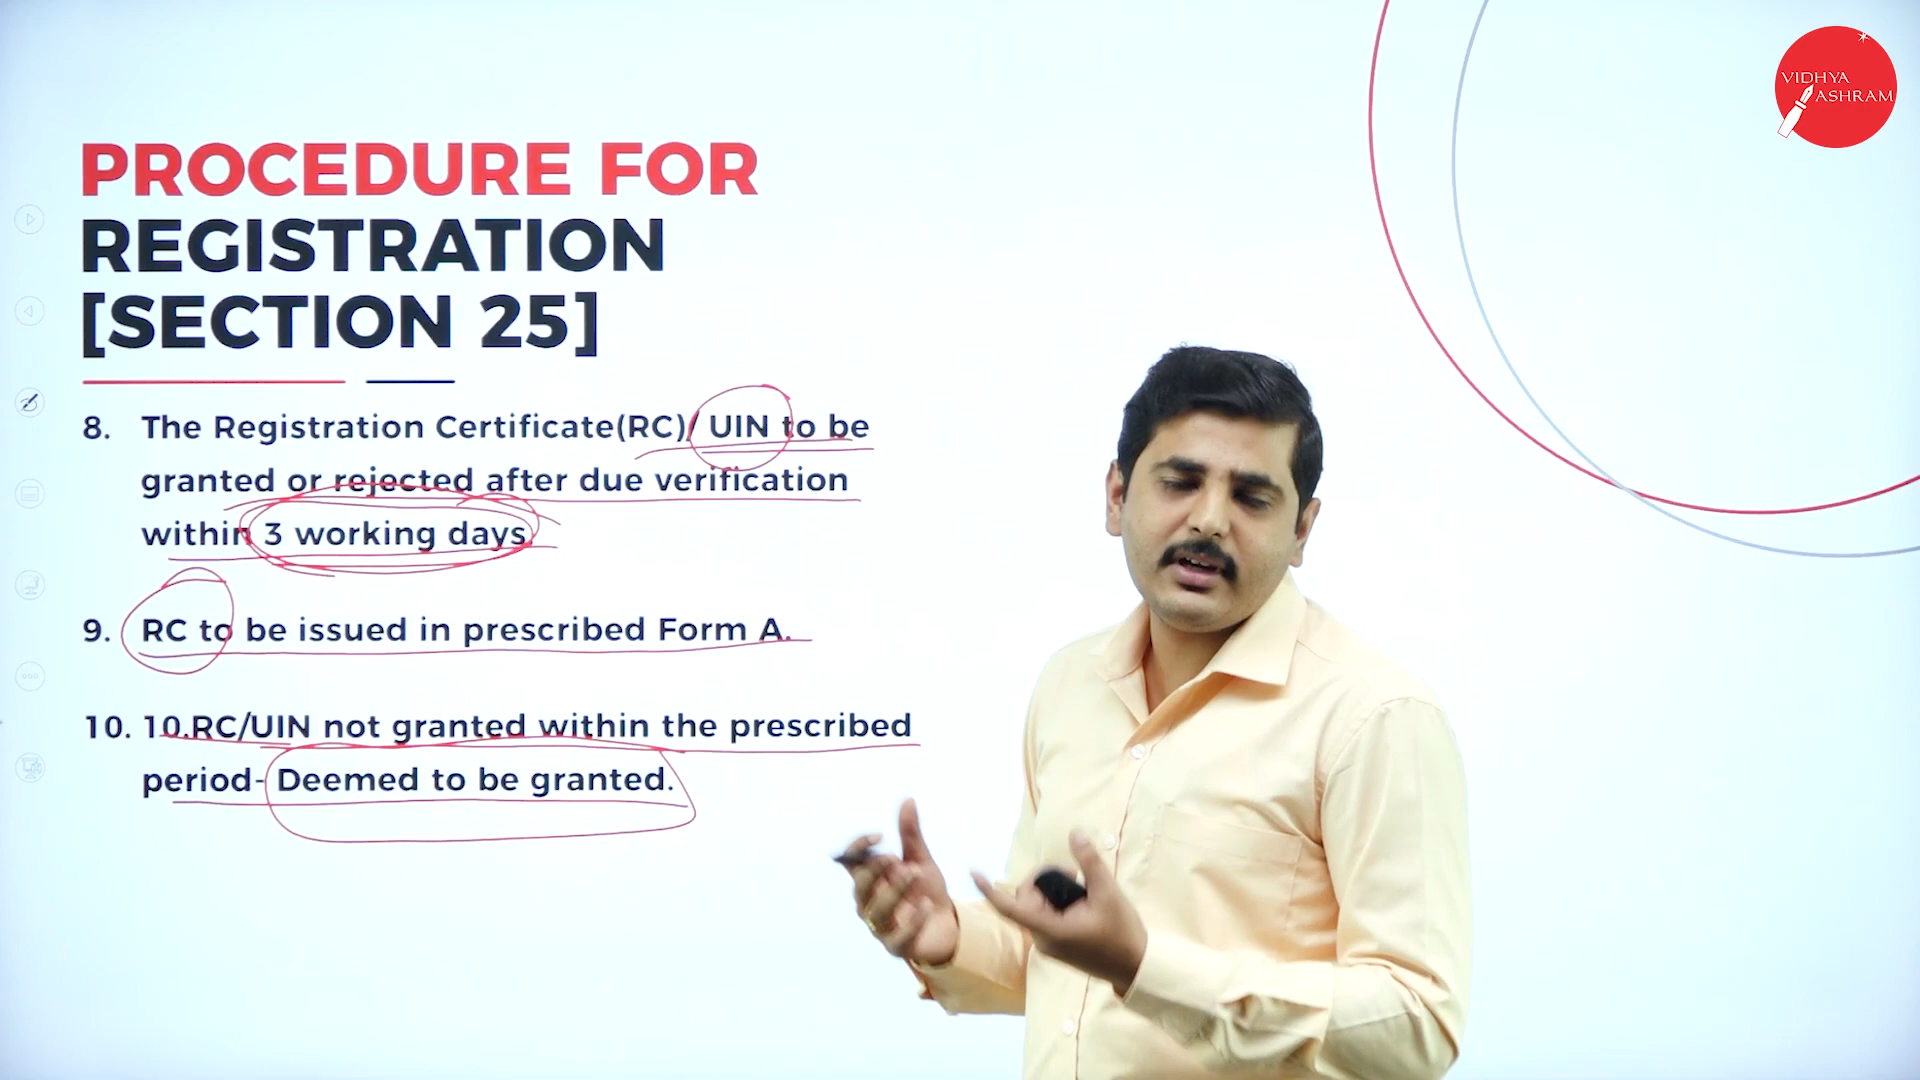 VIDHYA
ASHRAM
PROCEDURE FOR
REGISTRATION
[SECTION 25]
8. The Registration Certificate(RC)/ UIN to be
granted or rejected after due verification
within 3 working days.
9. RC to be issued in prescribed Form A.
10. 10.RC/UIN not granted within the prescribed
period- Deemed to be granted.